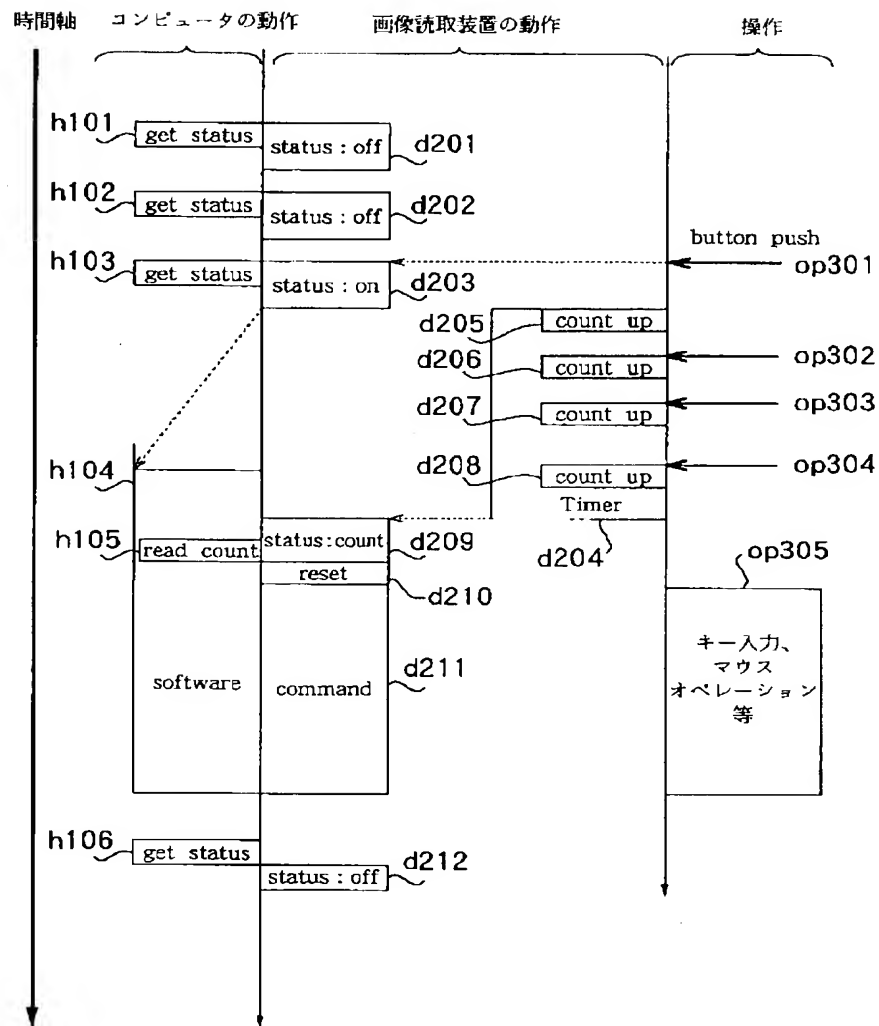 時間軸
コンピュータの動作
画像読取装置の動作
操作
h101
get status
status : off
d201
h102
get status
status : off
d202
button push
h103
get status
status : on
d203
op301
d205
count up
d206
count up
op302
d207
count up
op303
h104
d208
count up
op304
Timer
d204
h105
read count
status:count
d209
reset
d210
op305
software
command
d211
キー入力、
マウス
オペレーション
等
h106
get status
status : off
d212